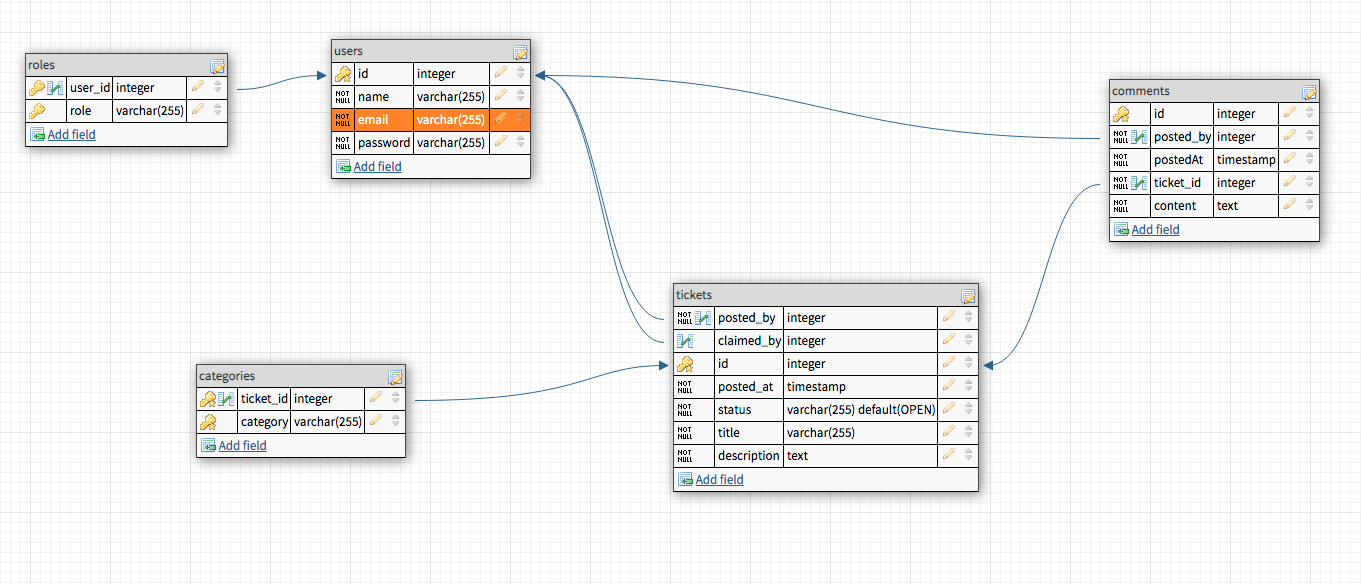 roles
user_id integer
role varchar(255)
Add field
users
id integer
NOT NULL name varchar(255)
NOT NULL email varchar(255)
NOT NULL password varchar(255)
Add field
comments
id integer
NOT NULL posted_by integer
NOT NULL postedAt timestamp
NOT NULL ticket_id integer
NOT NULL content text
Add field
tickets
NOT NULL posted_by integer
claimed_by integer
id integer
NOT NULL posted_at timestamp
NOT NULL status varchar(255) default(OPEN)
NOT NULL title varchar(255)
NOT NULL description text
Add field
categories
ticket_id integer
category varchar(255)
Add field